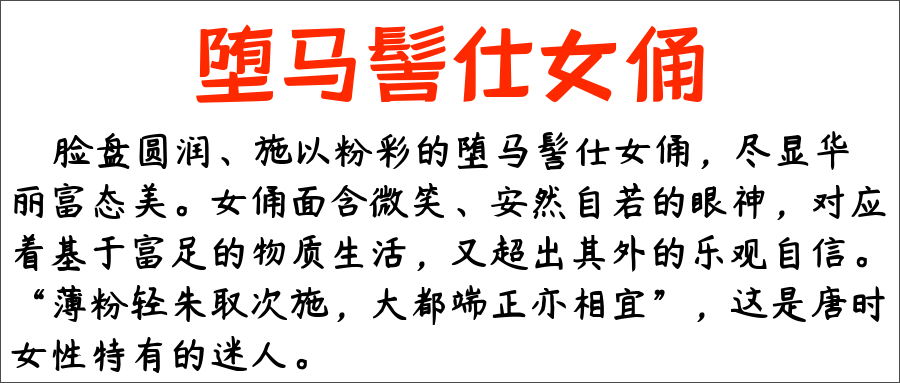 堕马髻仕女俑
脸盘圆润、施以粉彩的堕马髻仕女俑，尽显华
丽富态美。女俑面含微笑、安然自若的眼神，对应
着基于富足的物质生活，又超出其外的乐观自信。
“薄粉轻朱取次施，大都端正亦相宜”，这是唐时
女性特有的迷人。